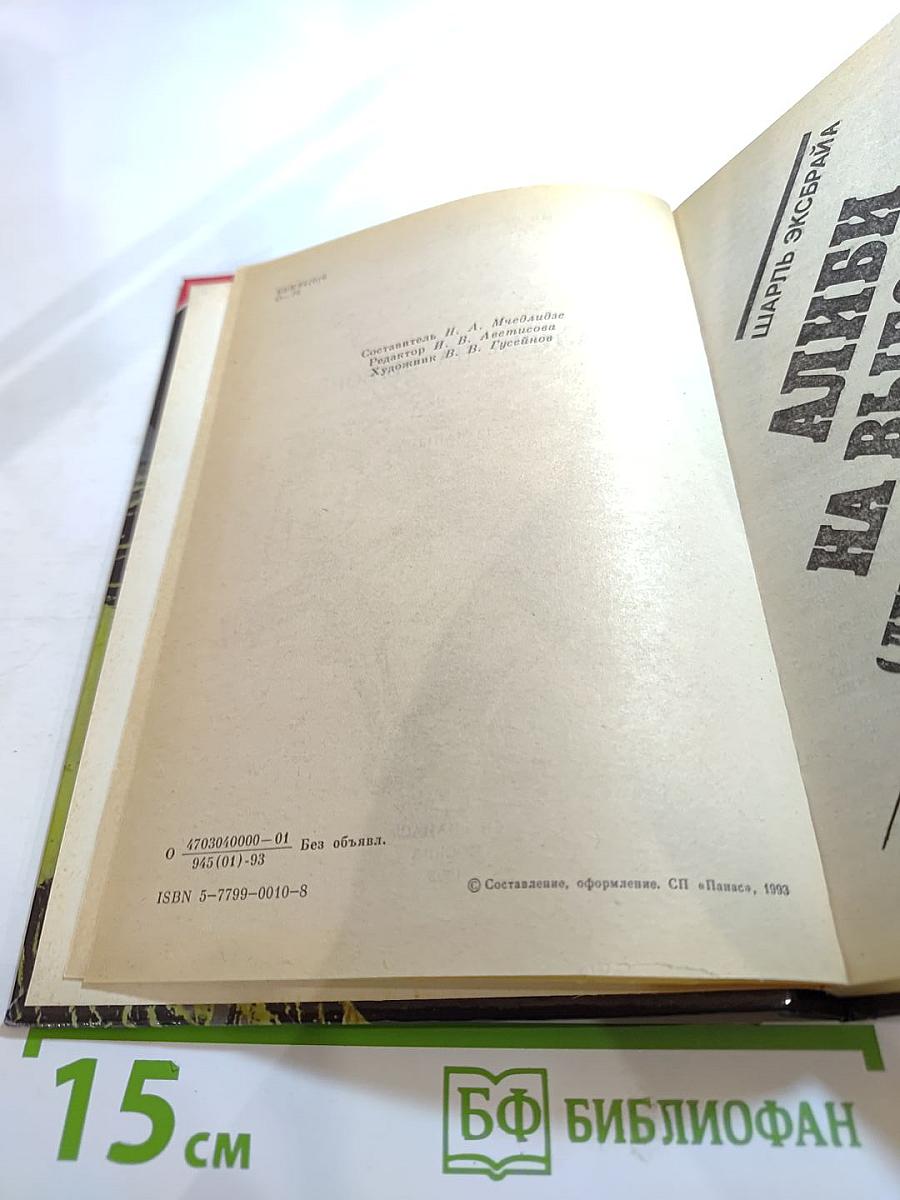 Составитель Н. А. Мчедлидзе
Редактор И. В. Аветисова
Художник В. В. Гусейнов
О 4703040000—01
945(01)-93
Без объявл.
ISBN 5—7799—0010—8
© Составление, оформление. СП «Панас», 1993
ШАРЛЬ ЭКСБРАЙА
АЛИБИ
НА
15 см
БФ БИБЛИОФАН